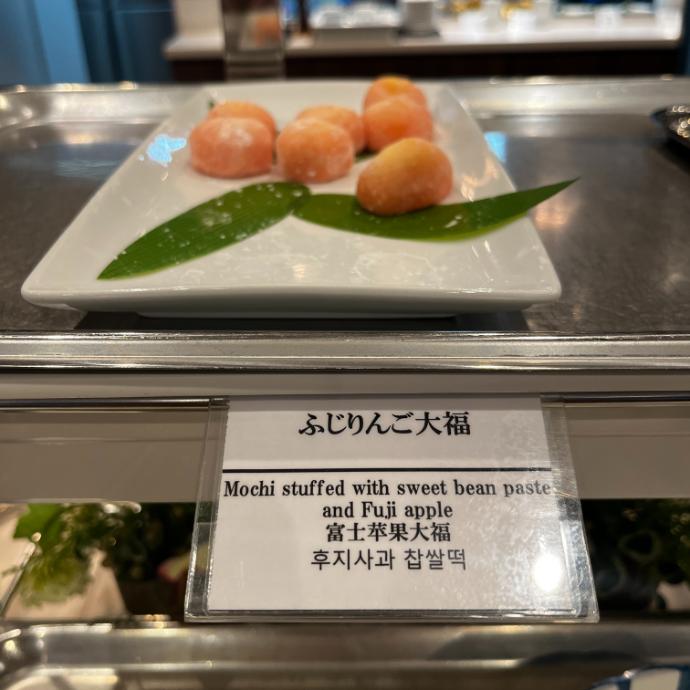 ふじりんご大福
Mochi stuffed with sweet bean paste
and Fuji apple
富士苹果大福
후지사과 찹쌀떡